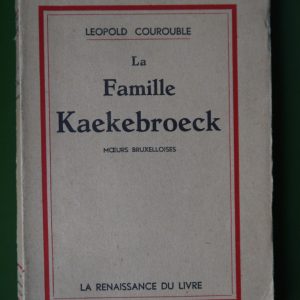 LEOPOLD COUROUBLE
La
Famille
Kaekebroeck
MŒURS BRUXELLOISES
LA RENAISSANCE DU LIVRE